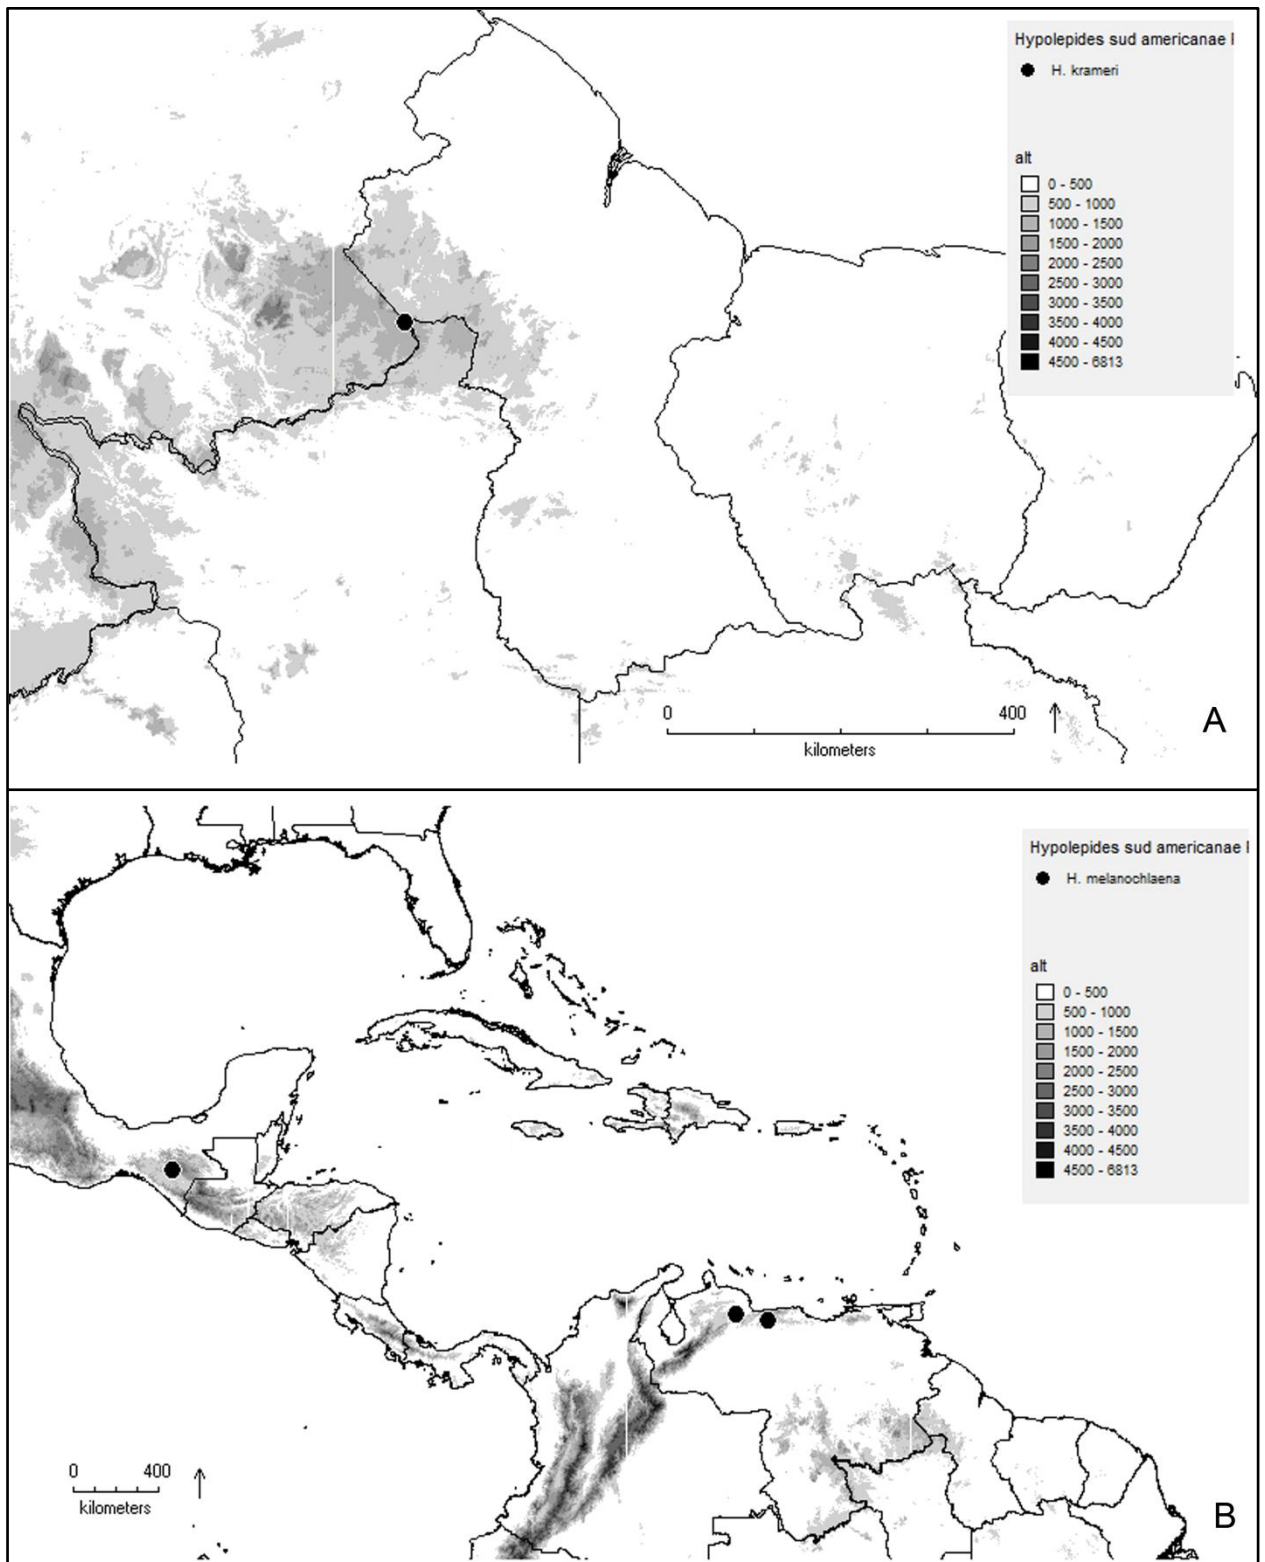 Hypolepides sud americanae
H. krameri
alt
0 - 500
500 - 1000
1000 - 1500
1500 - 2000
2000 - 2500
2500 - 3000
3000 - 3500
3500 - 4000
4000 - 4500
4500 - 6813
0 400
kilometers
A
Hypolepides sud americanae
H. melanochlaena
alt
0 - 500
500 - 1000
1000 - 1500
1500 - 2000
2000 - 2500
2500 - 3000
3000 - 3500
3500 - 4000
4000 - 4500
4500 - 6813
0 400
kilometers
B